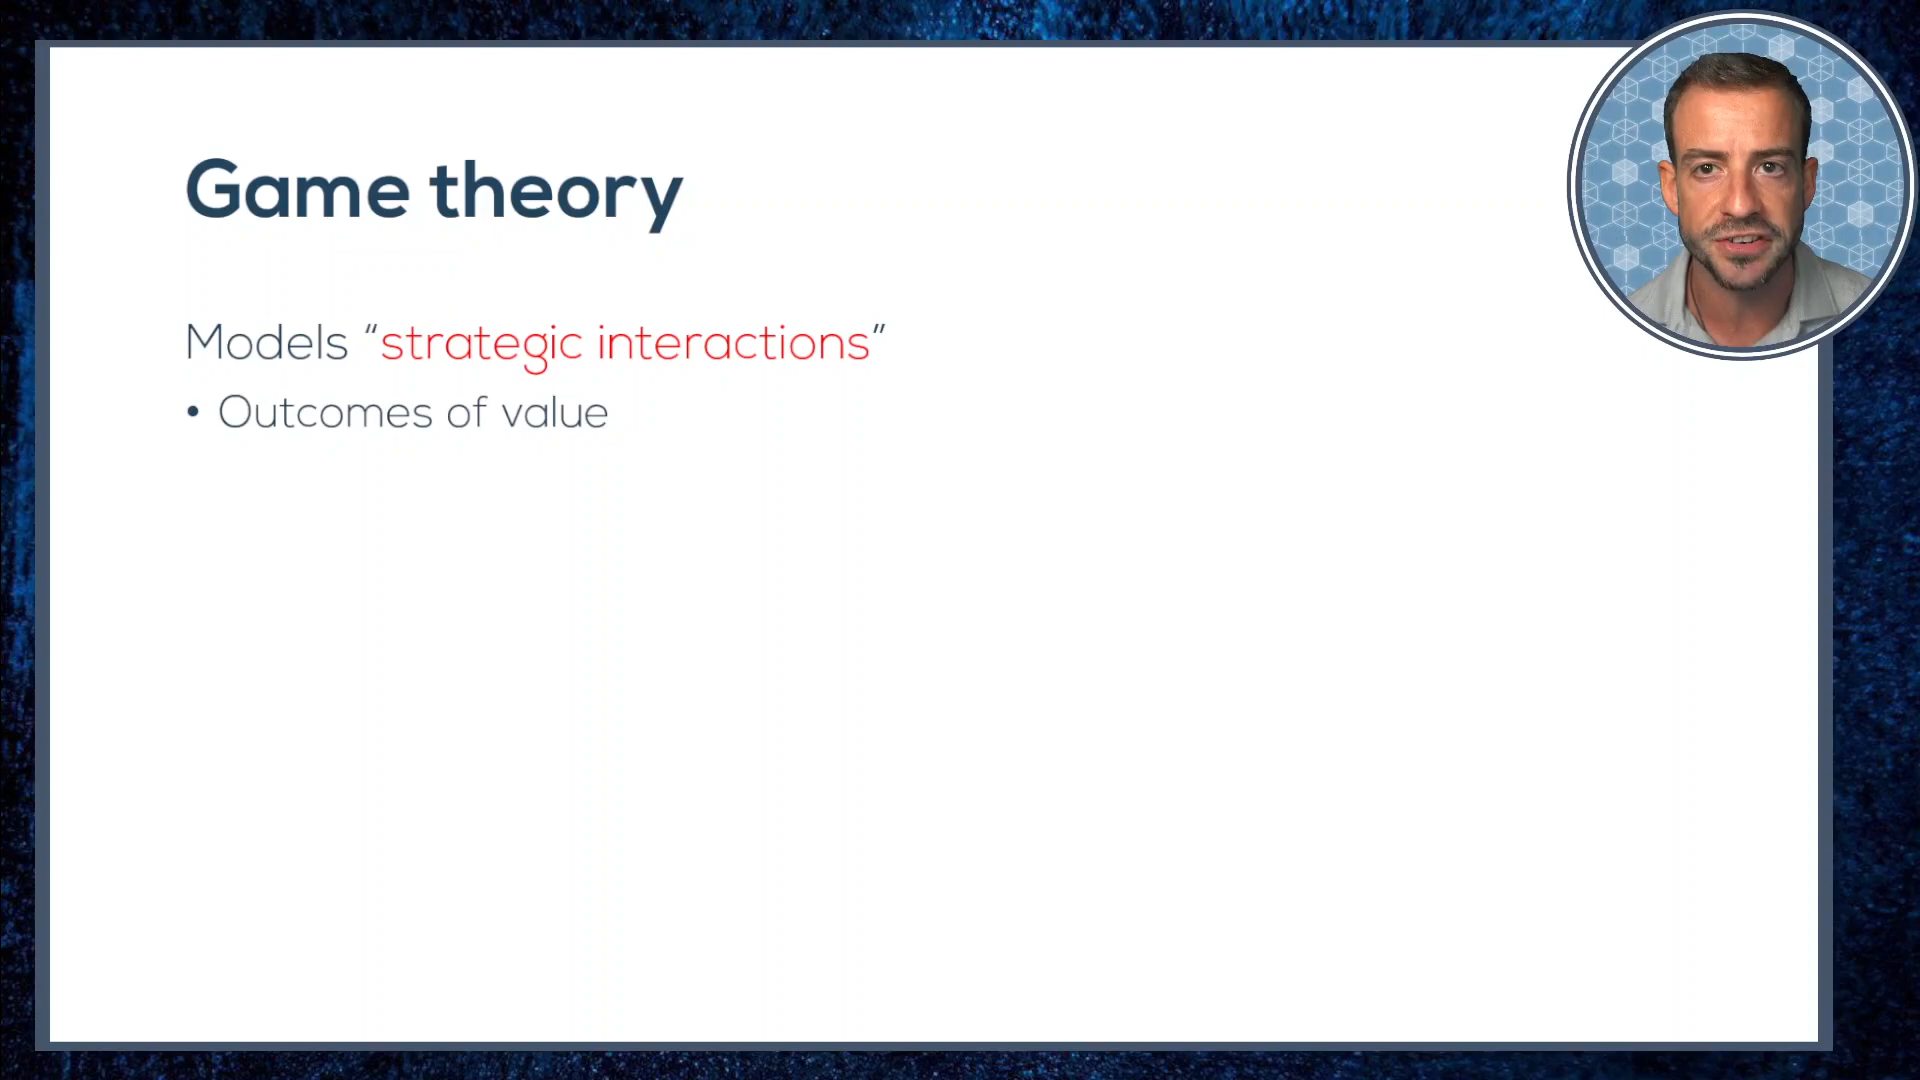 Game theory
Models “strategic interactions”
• Outcomes of value